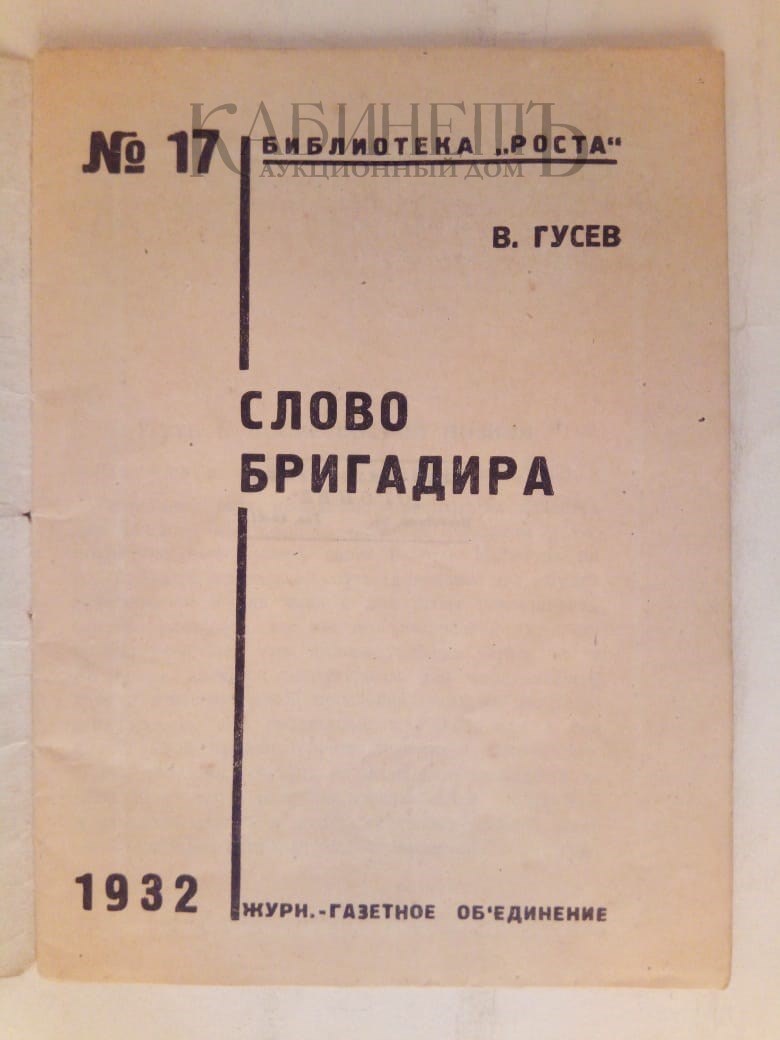 КАБИНЕТЪ
АУКЦИОННЫЙ ДОМ
№ 17
БИБЛИОТЕКА „РОСТА“
В. ГУСЕВ
СЛОВО
БРИГАДИРА
1932
ЖУРН.-ГАЗЕТНОЕ ОБ'ЕДИНЕНИЕ